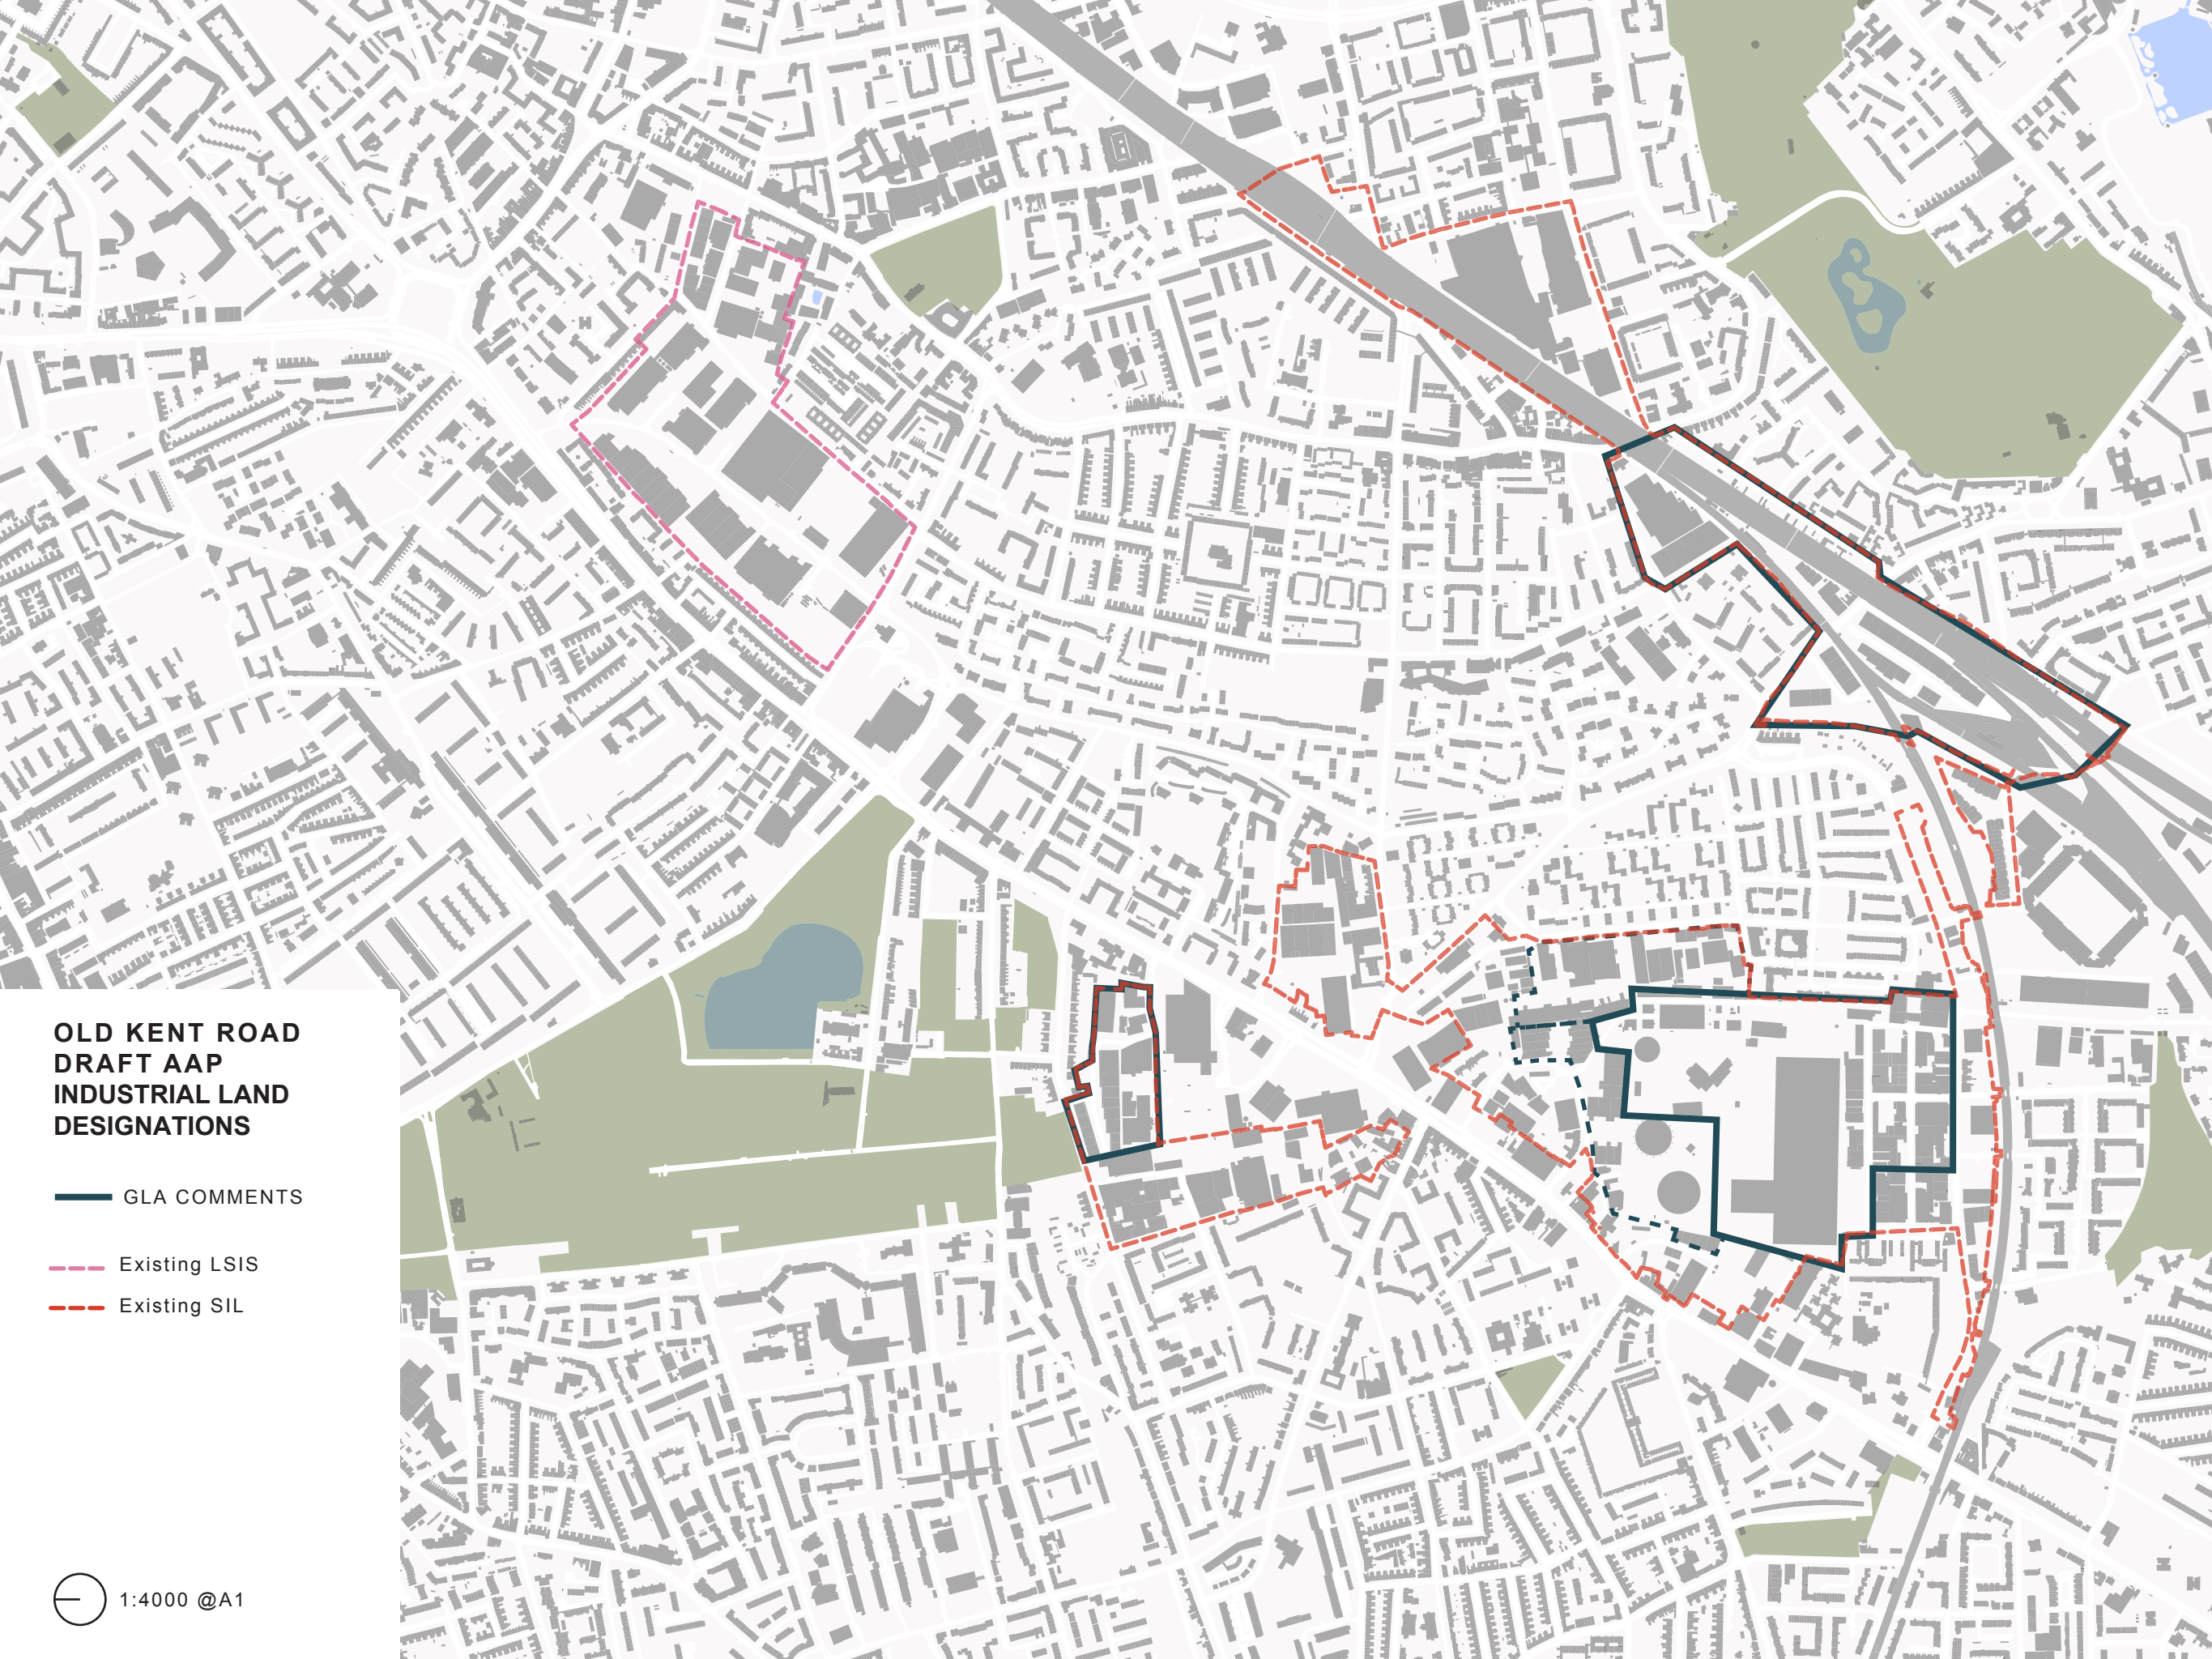 OLD KENT ROAD
DRAFT AAP
INDUSTRIAL LAND
DESIGNATIONS
GLA COMMENTS
Existing LSIS
Existing SIL
1:4000 @A1